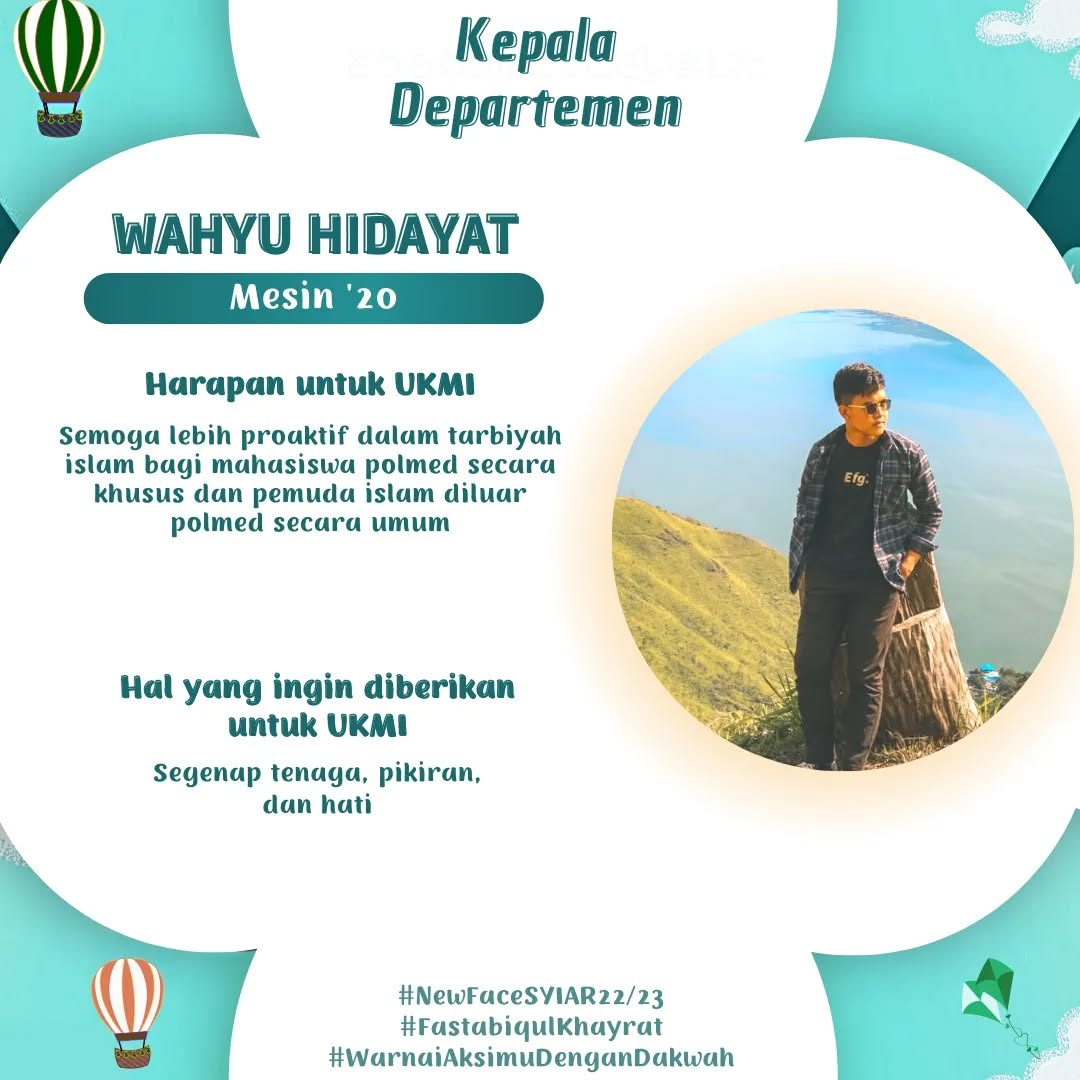 Kepala
Departemen
WAHYU HIDAYAT
Mesin '20
Harapan untuk UKMI
Semoga lebih proaktif dalam tarbiyah
islam bagi mahasiswa polmed secara
khusus dan pemuda islam diluar
polmed secara umum
Efg.
Hal yang ingin diberikan
untuk UKMI
Segenap tenaga, pikiran,
dan hati
#NewFaceSYIAR22/23
#FastabiqulKhayrat
#WarnaiAksimuDenganDakwah